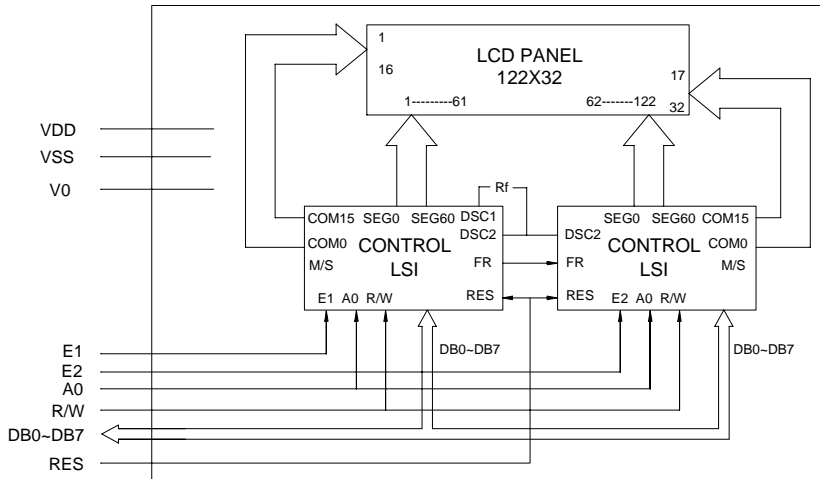 1
16
LCD PANEL
122X32
17
32
1---------61
62-------122
VDD
VSS
V0
Rf
COM15 SEG0 SEG60 DSC1
DSC2
COM0
CONTROL
LSI
M/S
FR
RES
E1 A0 R/W
SEG0 SEG60 COM15
DSC2
COM0
CONTROL
LSI
M/S
FR
RES
E2 A0 R/W
DB0~DB7
DB0~DB7
E1
E2
A0
R/W
DB0~DB7
RES